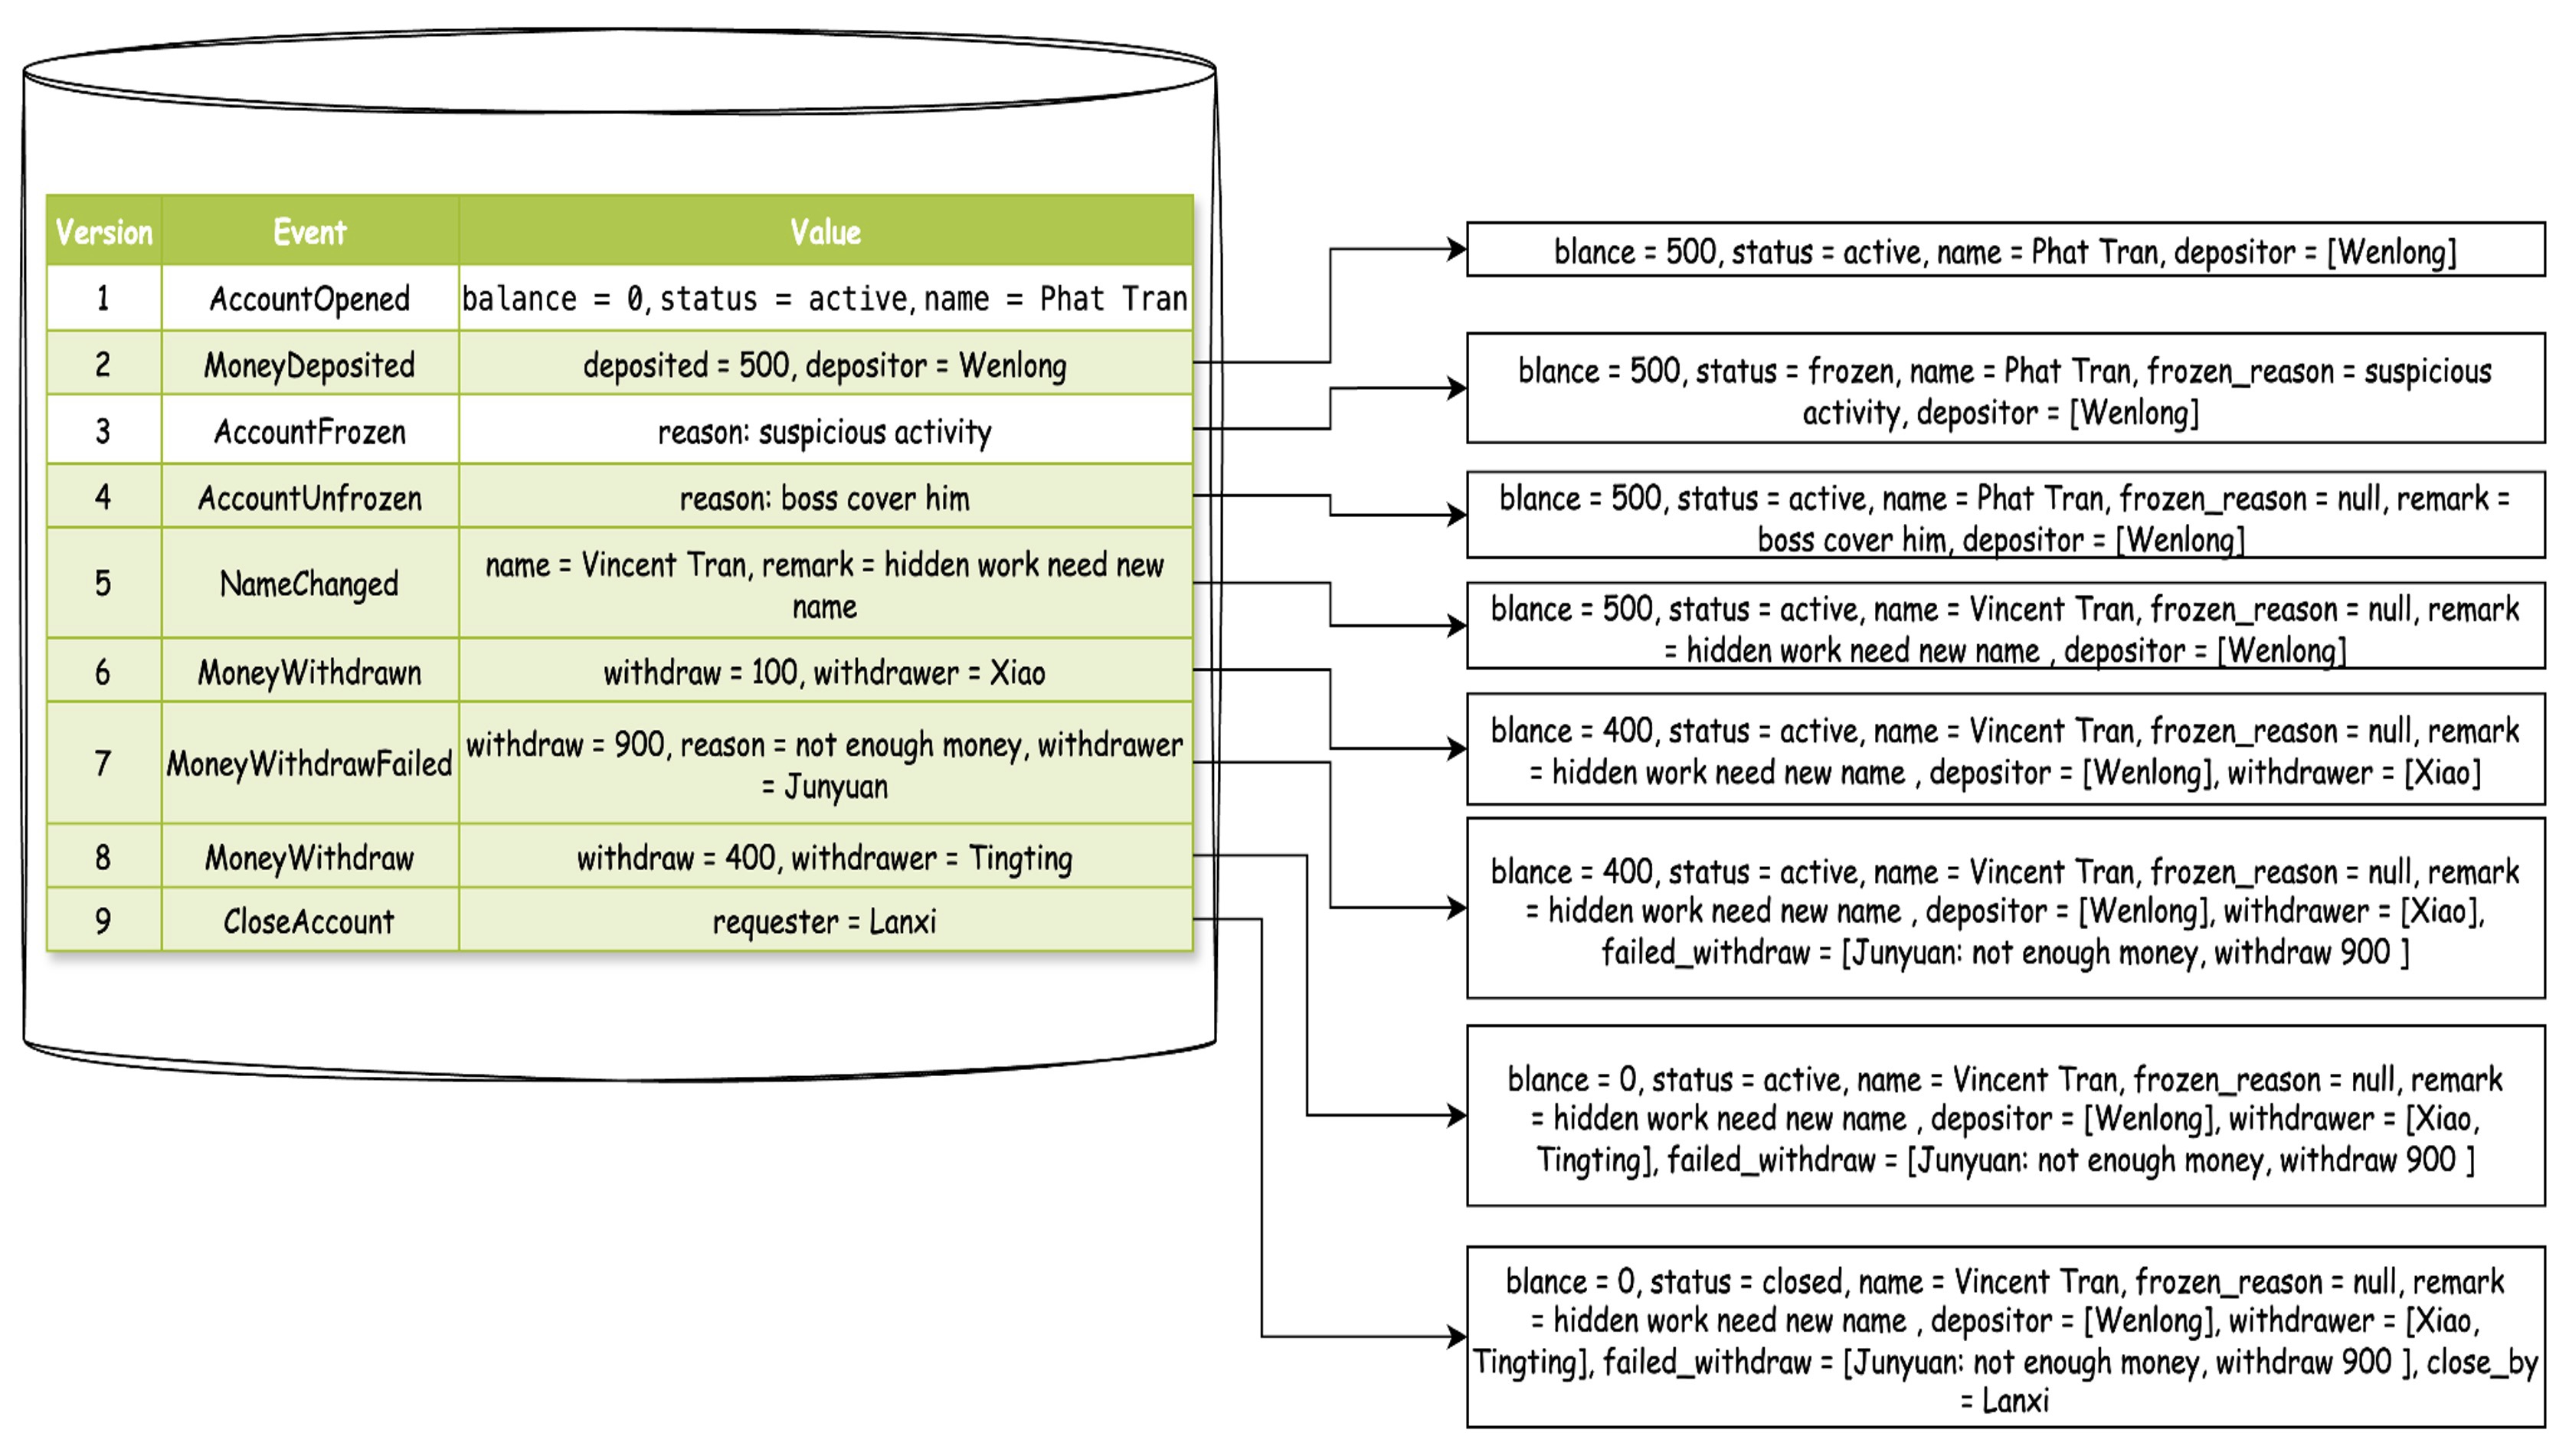 Version Event Value
1 AccountOpened balance = 0, status = active, name = Phat Tran
2 MoneyDeposited deposited = 500, depositor = Wenlong
3 AccountFrozen reason: suspicious activity
4 AccountUnfrozen reason: boss cover him
5 NameChanged name = Vincent Tran, remark = hidden work need new
name
6 MoneyWithdrawn withdraw = 100, withdrawer = Xiao
7 MoneyWithdrawFailed withdraw = 900, reason = not enough money, withdrawer
= Junyuan
8 MoneyWithdraw withdraw = 400, withdrawer = Tingting
9 CloseAccount requester = Lanxi
blance = 500, status = active, name = Phat Tran, depositor = [Wenlong]
blance = 500, status = frozen, name = Phat Tran, frozen_reason = suspicious
activity, depositor = [Wenlong]
blance = 500, status = active, name = Phat Tran, frozen_reason = null, remark =
boss cover him, depositor = [Wenlong]
blance = 500, status = active, name = Vincent Tran, frozen_reason = null, remark
= hidden work need new name , depositor = [Wenlong]
blance = 400, status = active, name = Vincent Tran, frozen_reason = null, remark
= hidden work need new name , depositor = [Wenlong], withdrawer = [Xiao]
blance = 400, status = active, name = Vincent Tran, frozen_reason = null, remark
= hidden work need new name , depositor = [Wenlong], withdrawer = [Xiao],
failed_withdraw = [Junyuan: not enough money, withdraw 900 ]
blance = 0, status = active, name = Vincent Tran, frozen_reason = null, remark
= hidden work need new name , depositor = [Wenlong], withdrawer = [Xiao,
Tingting], failed_withdraw = [Junyuan: not enough money, withdraw 900 ]
blance = 0, status = closed, name = Vincent Tran, frozen_reason = null, remark
= hidden work need new name , depositor = [Wenlong], withdrawer = [Xiao,
Tingting], failed_withdraw = [Junyuan: not enough money, withdraw 900 ], close_by
= Lanxi